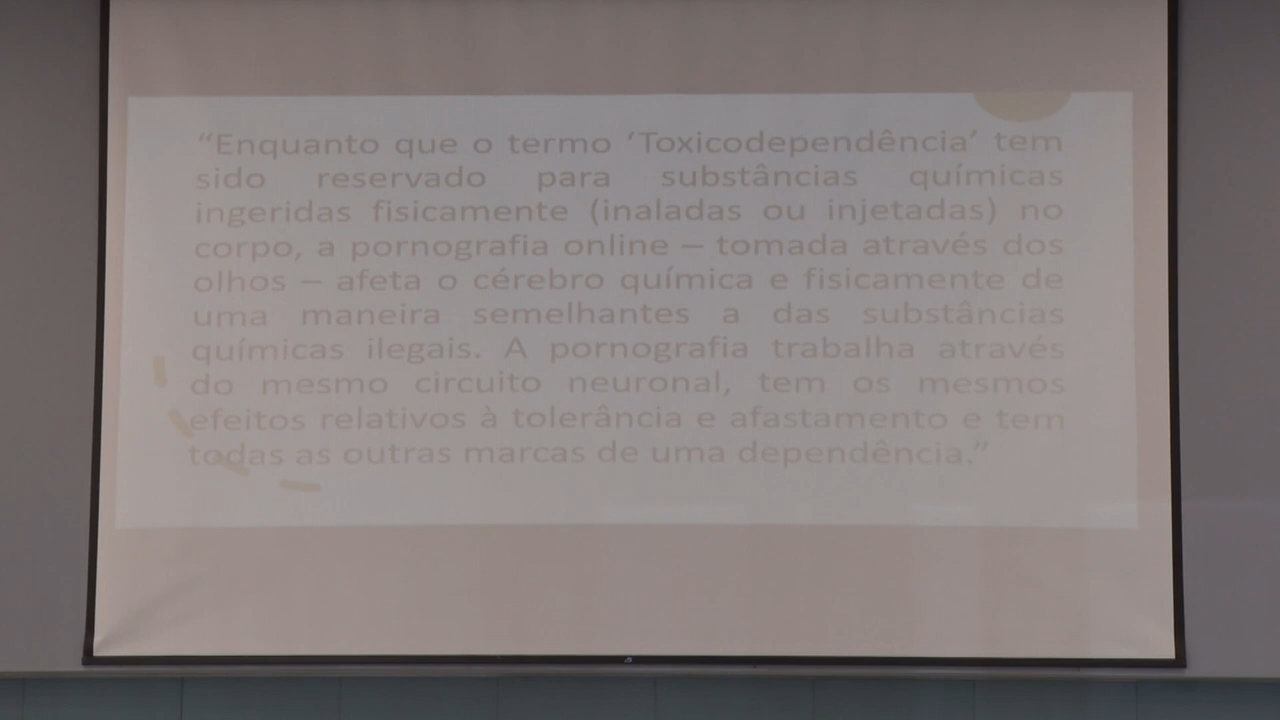 “Enquanto que o termo ‘Toxicodependência’ tem
sido reservado para substâncias químicas
ingeridas fisicamente (inaladas ou injetadas) no
corpo, a pornografia online – tomada através dos
olhos – afeta o cérebro química e fisicamente de
uma maneira semelhantes a das substâncias
químicas ilegais. A pornografia trabalha através
do mesmo circuito neuronal, tem os mesmos
efeitos relativos à tolerância e afastamento e tem
todas as outras marcas de uma dependência.”